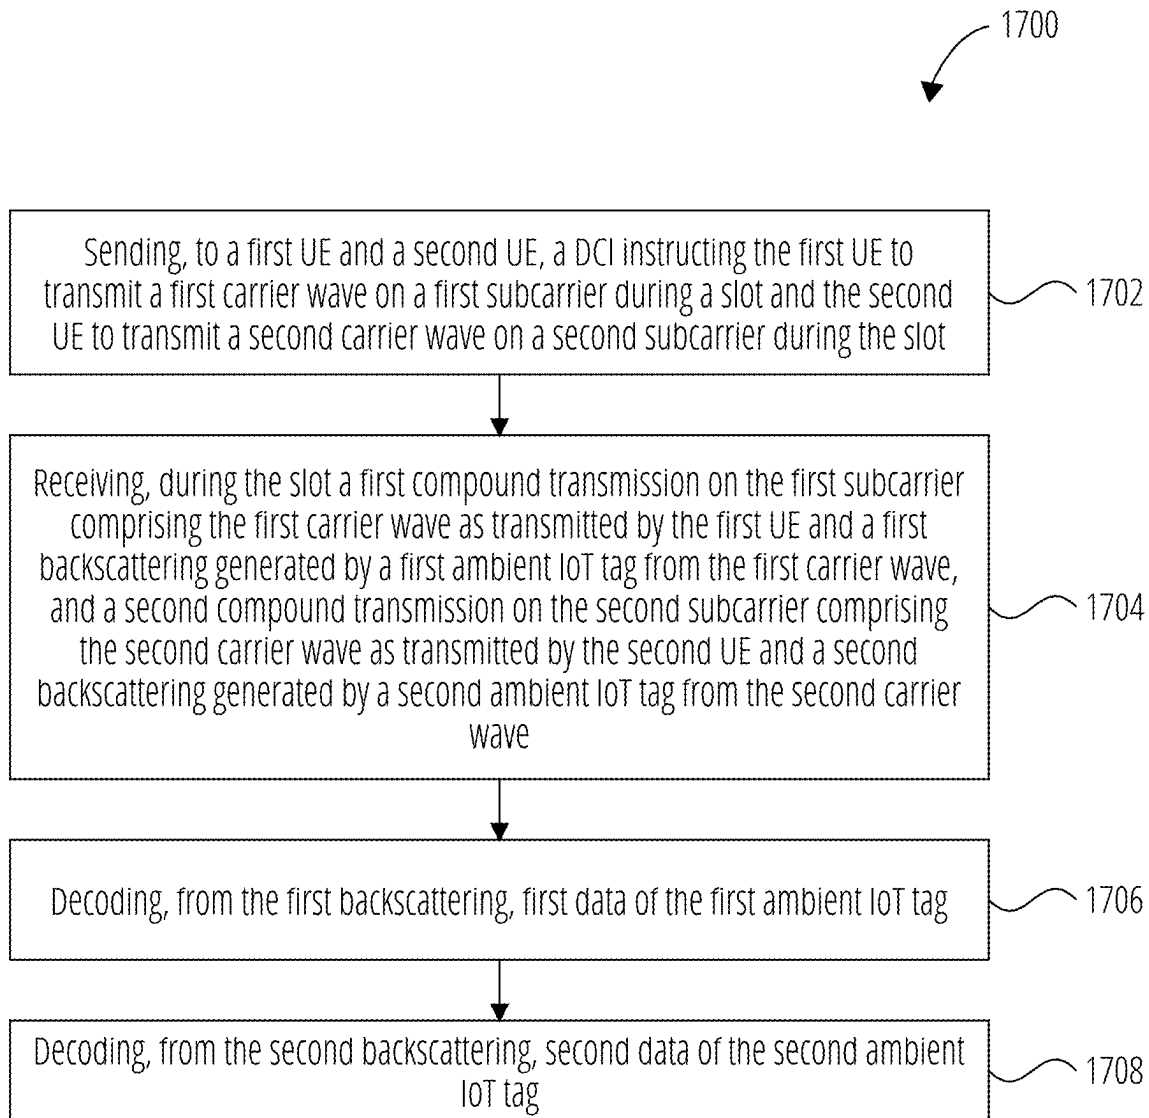 1700
Sending, to a first UE and a second UE, a DCI instructing the first UE to
transmit a first carrier wave on a first subcarrier during a slot and the second
UE to transmit a second carrier wave on a second subcarrier during the slot
1702
Receiving, during the slot a first compound transmission on the first subcarrier
comprising the first carrier wave as transmitted by the first UE and a first
backscattering generated by a first ambient IoT tag from the first carrier wave,
and a second compound transmission on the second subcarrier comprising
the second carrier wave as transmitted by the second UE and a second
backscattering generated by a second ambient IoT tag from the second carrier
wave
1704
Decoding, from the first backscattering, first data of the first ambient IoT tag
1706
Decoding, from the second backscattering, second data of the second ambient
IoT tag
1708